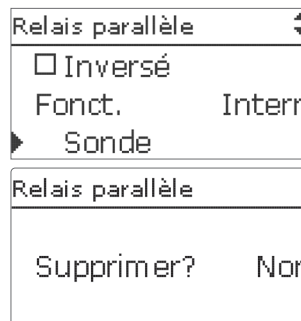 Relais parallèle
Inversé
Fonct. Interr
Sonde
Relais parallèle
Supprimer? Nor